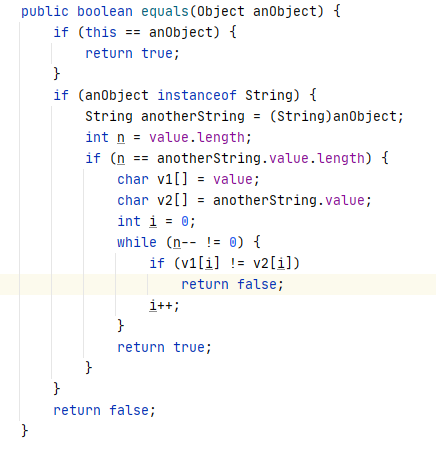 public boolean equals(Object anObject) {
    if (this == anObject) {
        return true;
    }
    if (anObject instanceof String) {
        String anotherString = (String)anObject;
        int n = value.length;
        if (n == anotherString.value.length) {
            char v1[] = value;
            char v2[] = anotherString.value;
            int i = 0;
            while (n-- != 0) {
                if (v1[i] != v2[i])
                    return false;
                i++;
            }
            return true;
        }
    }
    return false;
}